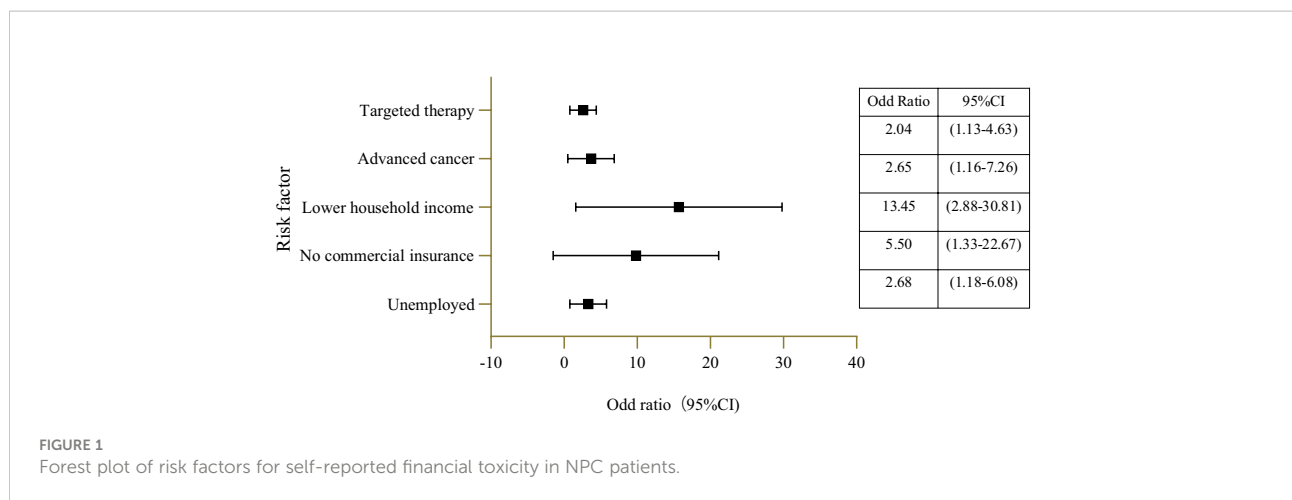 Risk factor
Targeted therapy
Advanced cancer
Lower household income
No commercial insurance
Unemployed
-10 0 10 20 30 40
Odd ratio (95%CI)
Odd Ratio 95%CI
2.04 (1.13-4.63)
2.65 (1.16-7.26)
13.45 (2.88-30.81)
5.50 (1.33-22.67)
2.68 (1.18-6.08)
FIGURE 1
Forest plot of risk factors for self-reported financial toxicity in NPC patients.